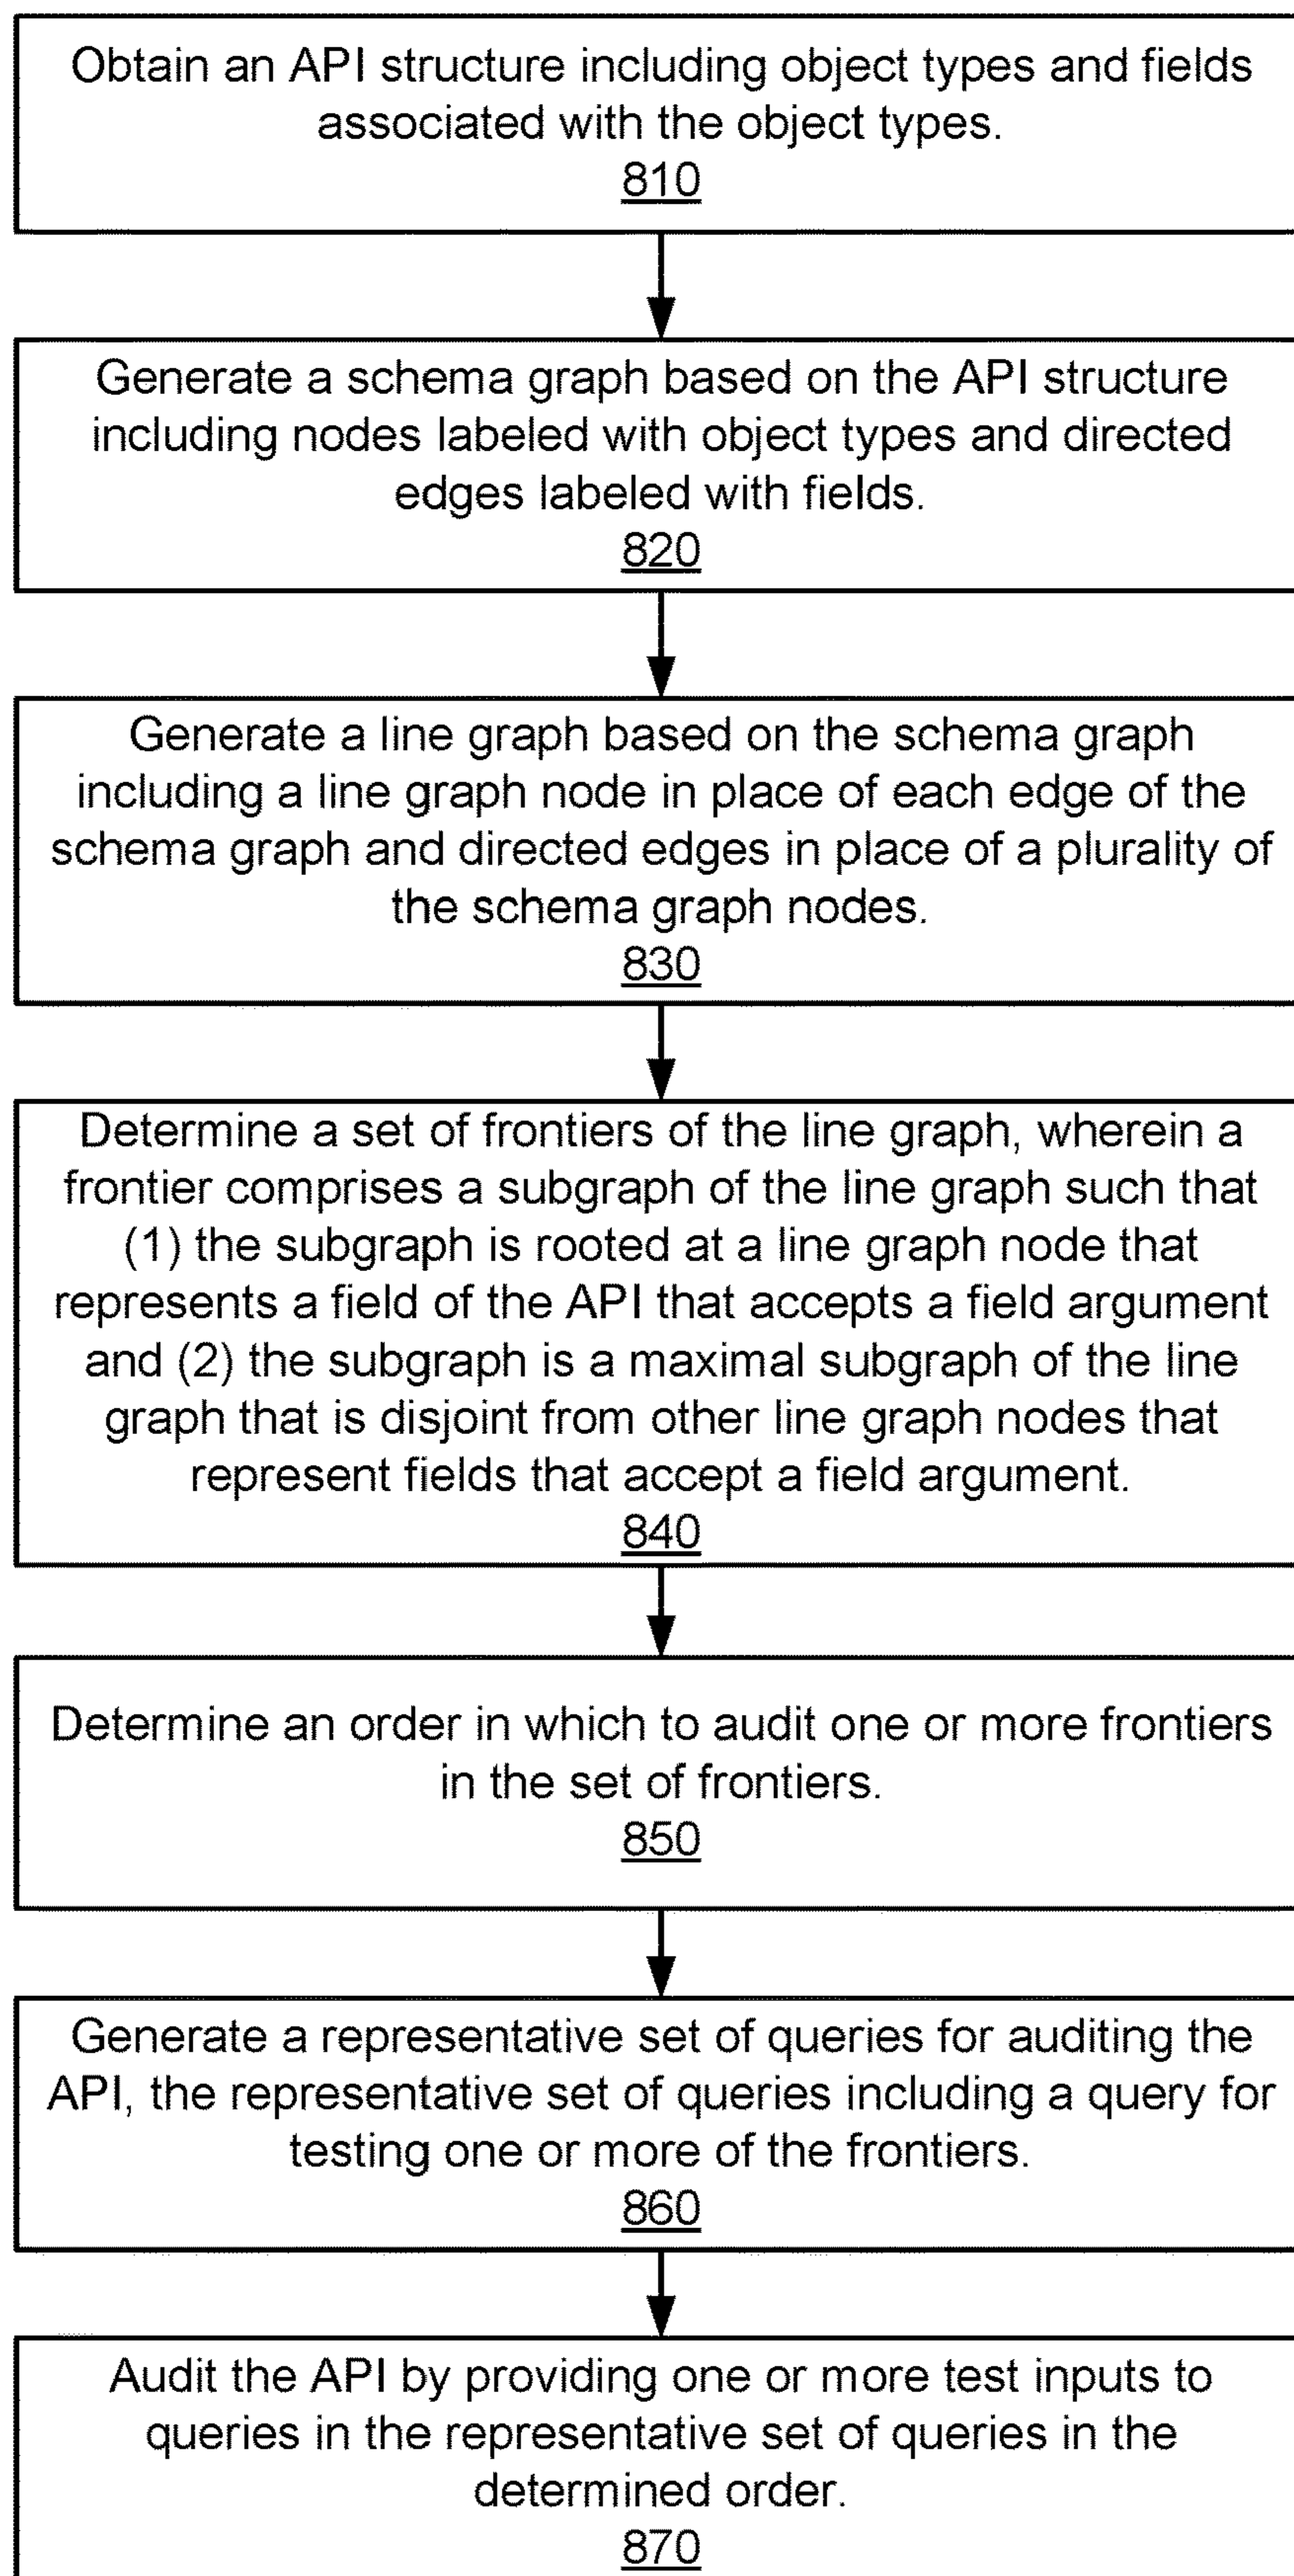 Obtain an API structure including object types and fields
associated with the object types.
810
Generate a schema graph based on the API structure
including nodes labeled with object types and directed
edges labeled with fields.
820
Generate a line graph based on the schema graph
including a line graph node in place of each edge of the
schema graph and directed edges in place of a plurality of
the schema graph nodes.
830
Determine a set of frontiers of the line graph, wherein a
frontier comprises a subgraph of the line graph such that
(1) the subgraph is rooted at a line graph node that
represents a field of the API that accepts a field argument
and (2) the subgraph is a maximal subgraph of the line
graph that is disjoint from other line graph nodes that
represent fields that accept a field argument.
840
Determine an order in which to audit one or more frontiers
in the set of frontiers.
850
Generate a representative set of queries for auditing the
API, the representative set of queries including a query for
testing one or more of the frontiers.
860
Audit the API by providing one or more test inputs to
queries in the representative set of queries in the
determined order.
870